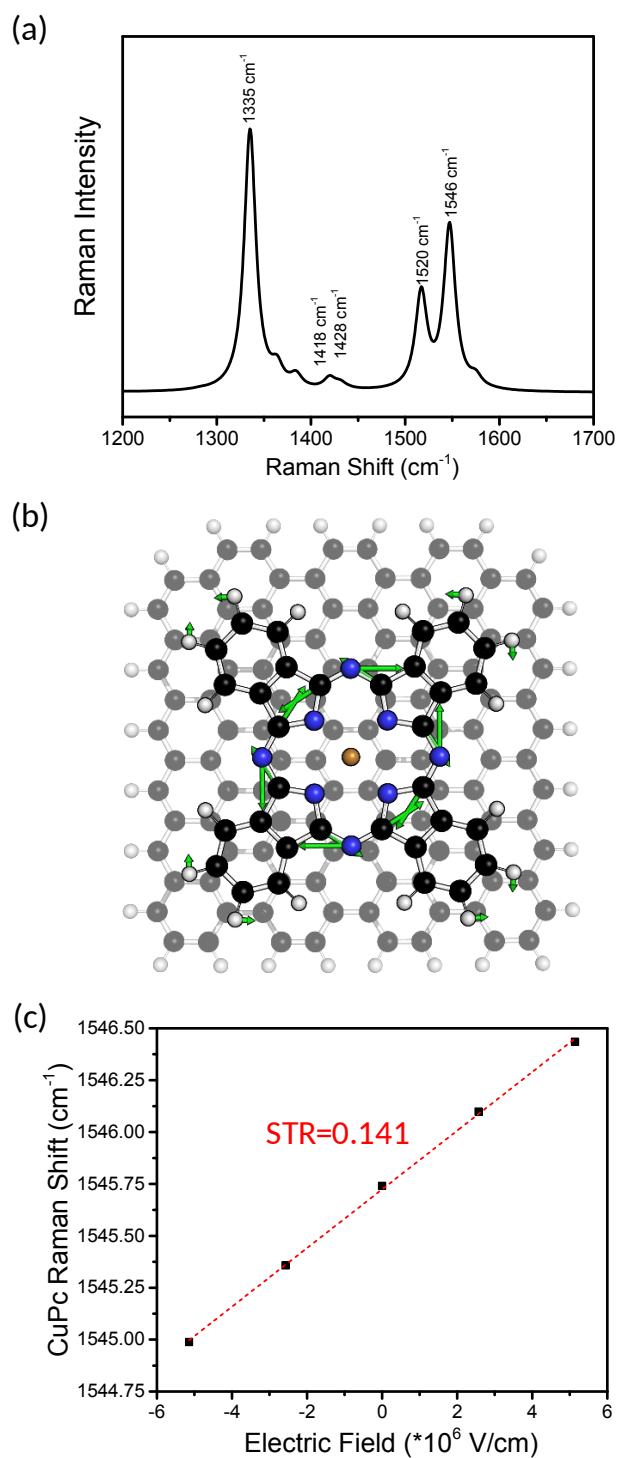 (a)
Raman Intensity
1335 cm⁻¹
1418 cm⁻¹
1428 cm⁻¹
1520 cm⁻¹
1546 cm⁻¹
1200 1300 1400 1500 1600 1700
Raman Shift (cm⁻¹)
(b)
(c)
CuPc Raman Shift (cm⁻¹)
1546.50
1546.25
1546.00
1545.75
1545.50
1545.25
1545.00
1544.75
STR=0.141
-6 -4 -2 0 2 4 6
Electric Field (*10⁶ V/cm)